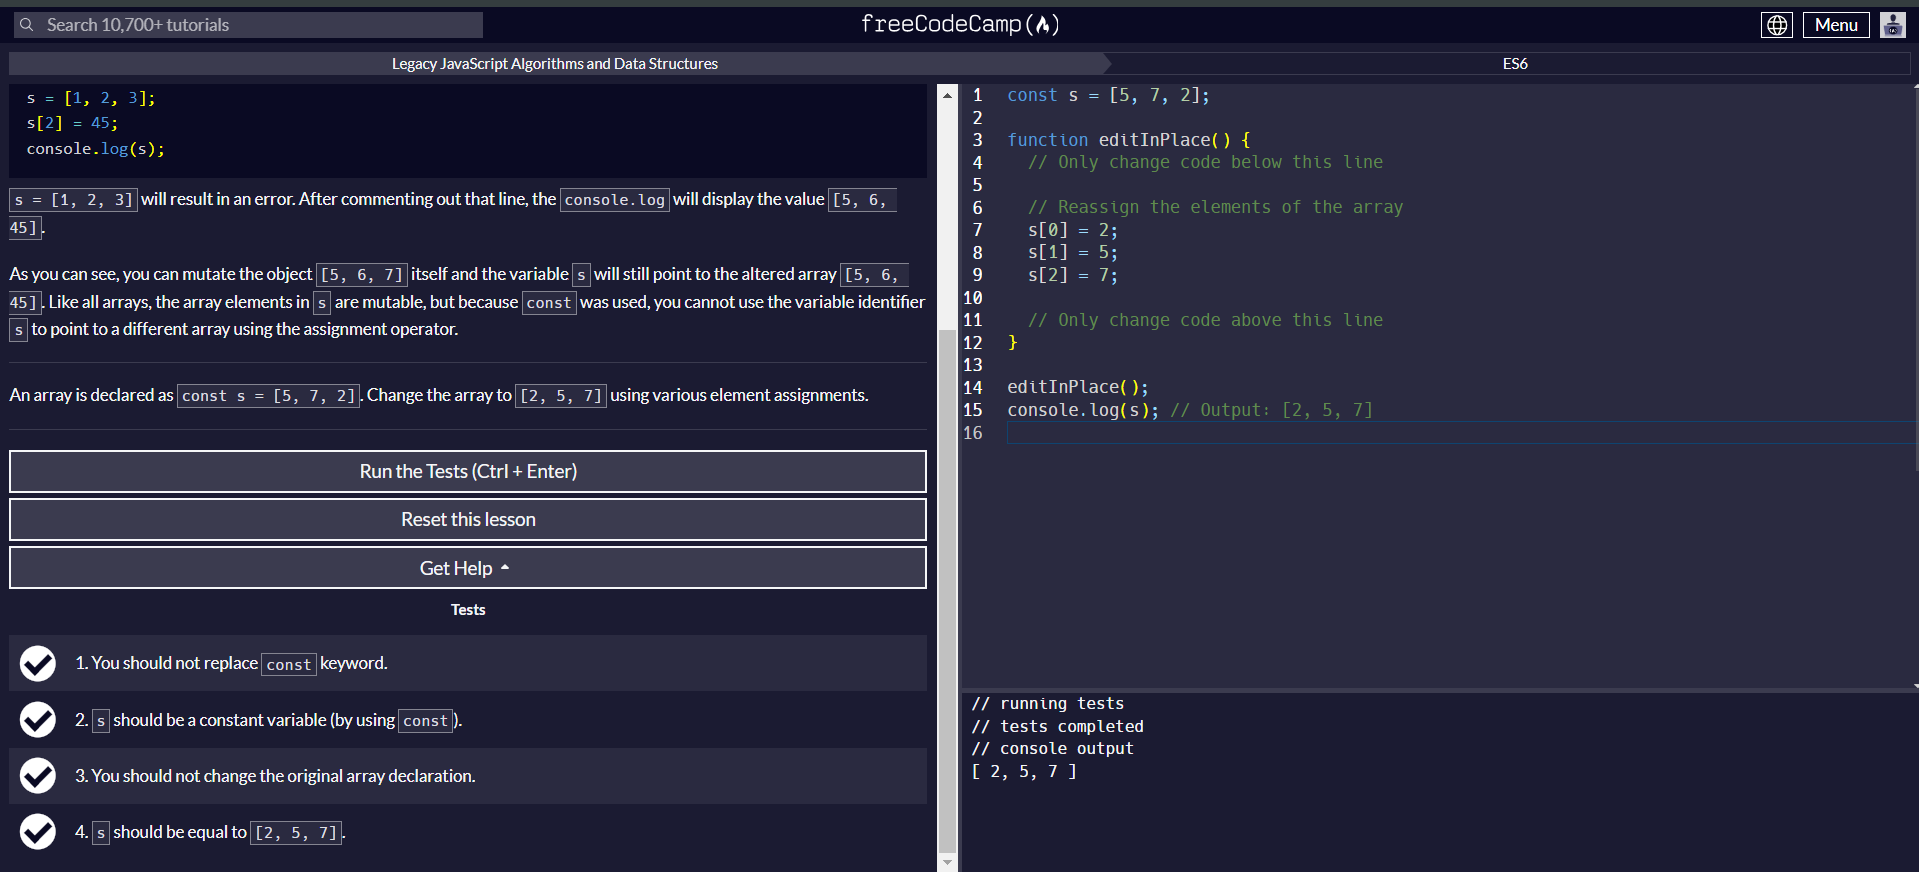 Search 10,700+ tutorials
freeCodeCamp(🔥)
Menu
Legacy JavaScript Algorithms and Data Structures
ES6
s = [1, 2, 3];
s[2] = 45;
console.log(s);
s = [1, 2, 3] will result in an error. After commenting out that line, the console.log will display the value [5, 6,
45].
As you can see, you can mutate the object [5, 6, 7] itself and the variable s will still point to the altered array [5, 6,
45]. Like all arrays, the array elements in s are mutable, but because const was used, you cannot use the variable identifier
s to point to a different array using the assignment operator.
An array is declared as const s = [5, 7, 2]. Change the array to [2, 5, 7] using various element assignments.
Run the Tests (Ctrl + Enter)
Reset this lesson
Get Help
Tests
1. You should not replace const keyword.
2. s should be a constant variable (by using const).
3. You should not change the original array declaration.
4. s should be equal to [2, 5, 7].
1 const s = [5, 7, 2];
2
3 function editInPlace() {
4 // Only change code below this line
5
6 // Reassign the elements of the array
7 s[0] = 2;
8 s[1] = 5;
9 s[2] = 7;
10
11 // Only change code above this line
12 }
13
14 editInPlace();
15 console.log(s); // Output: [2, 5, 7]
16
// running tests
// tests completed
// console output
[ 2, 5, 7 ]